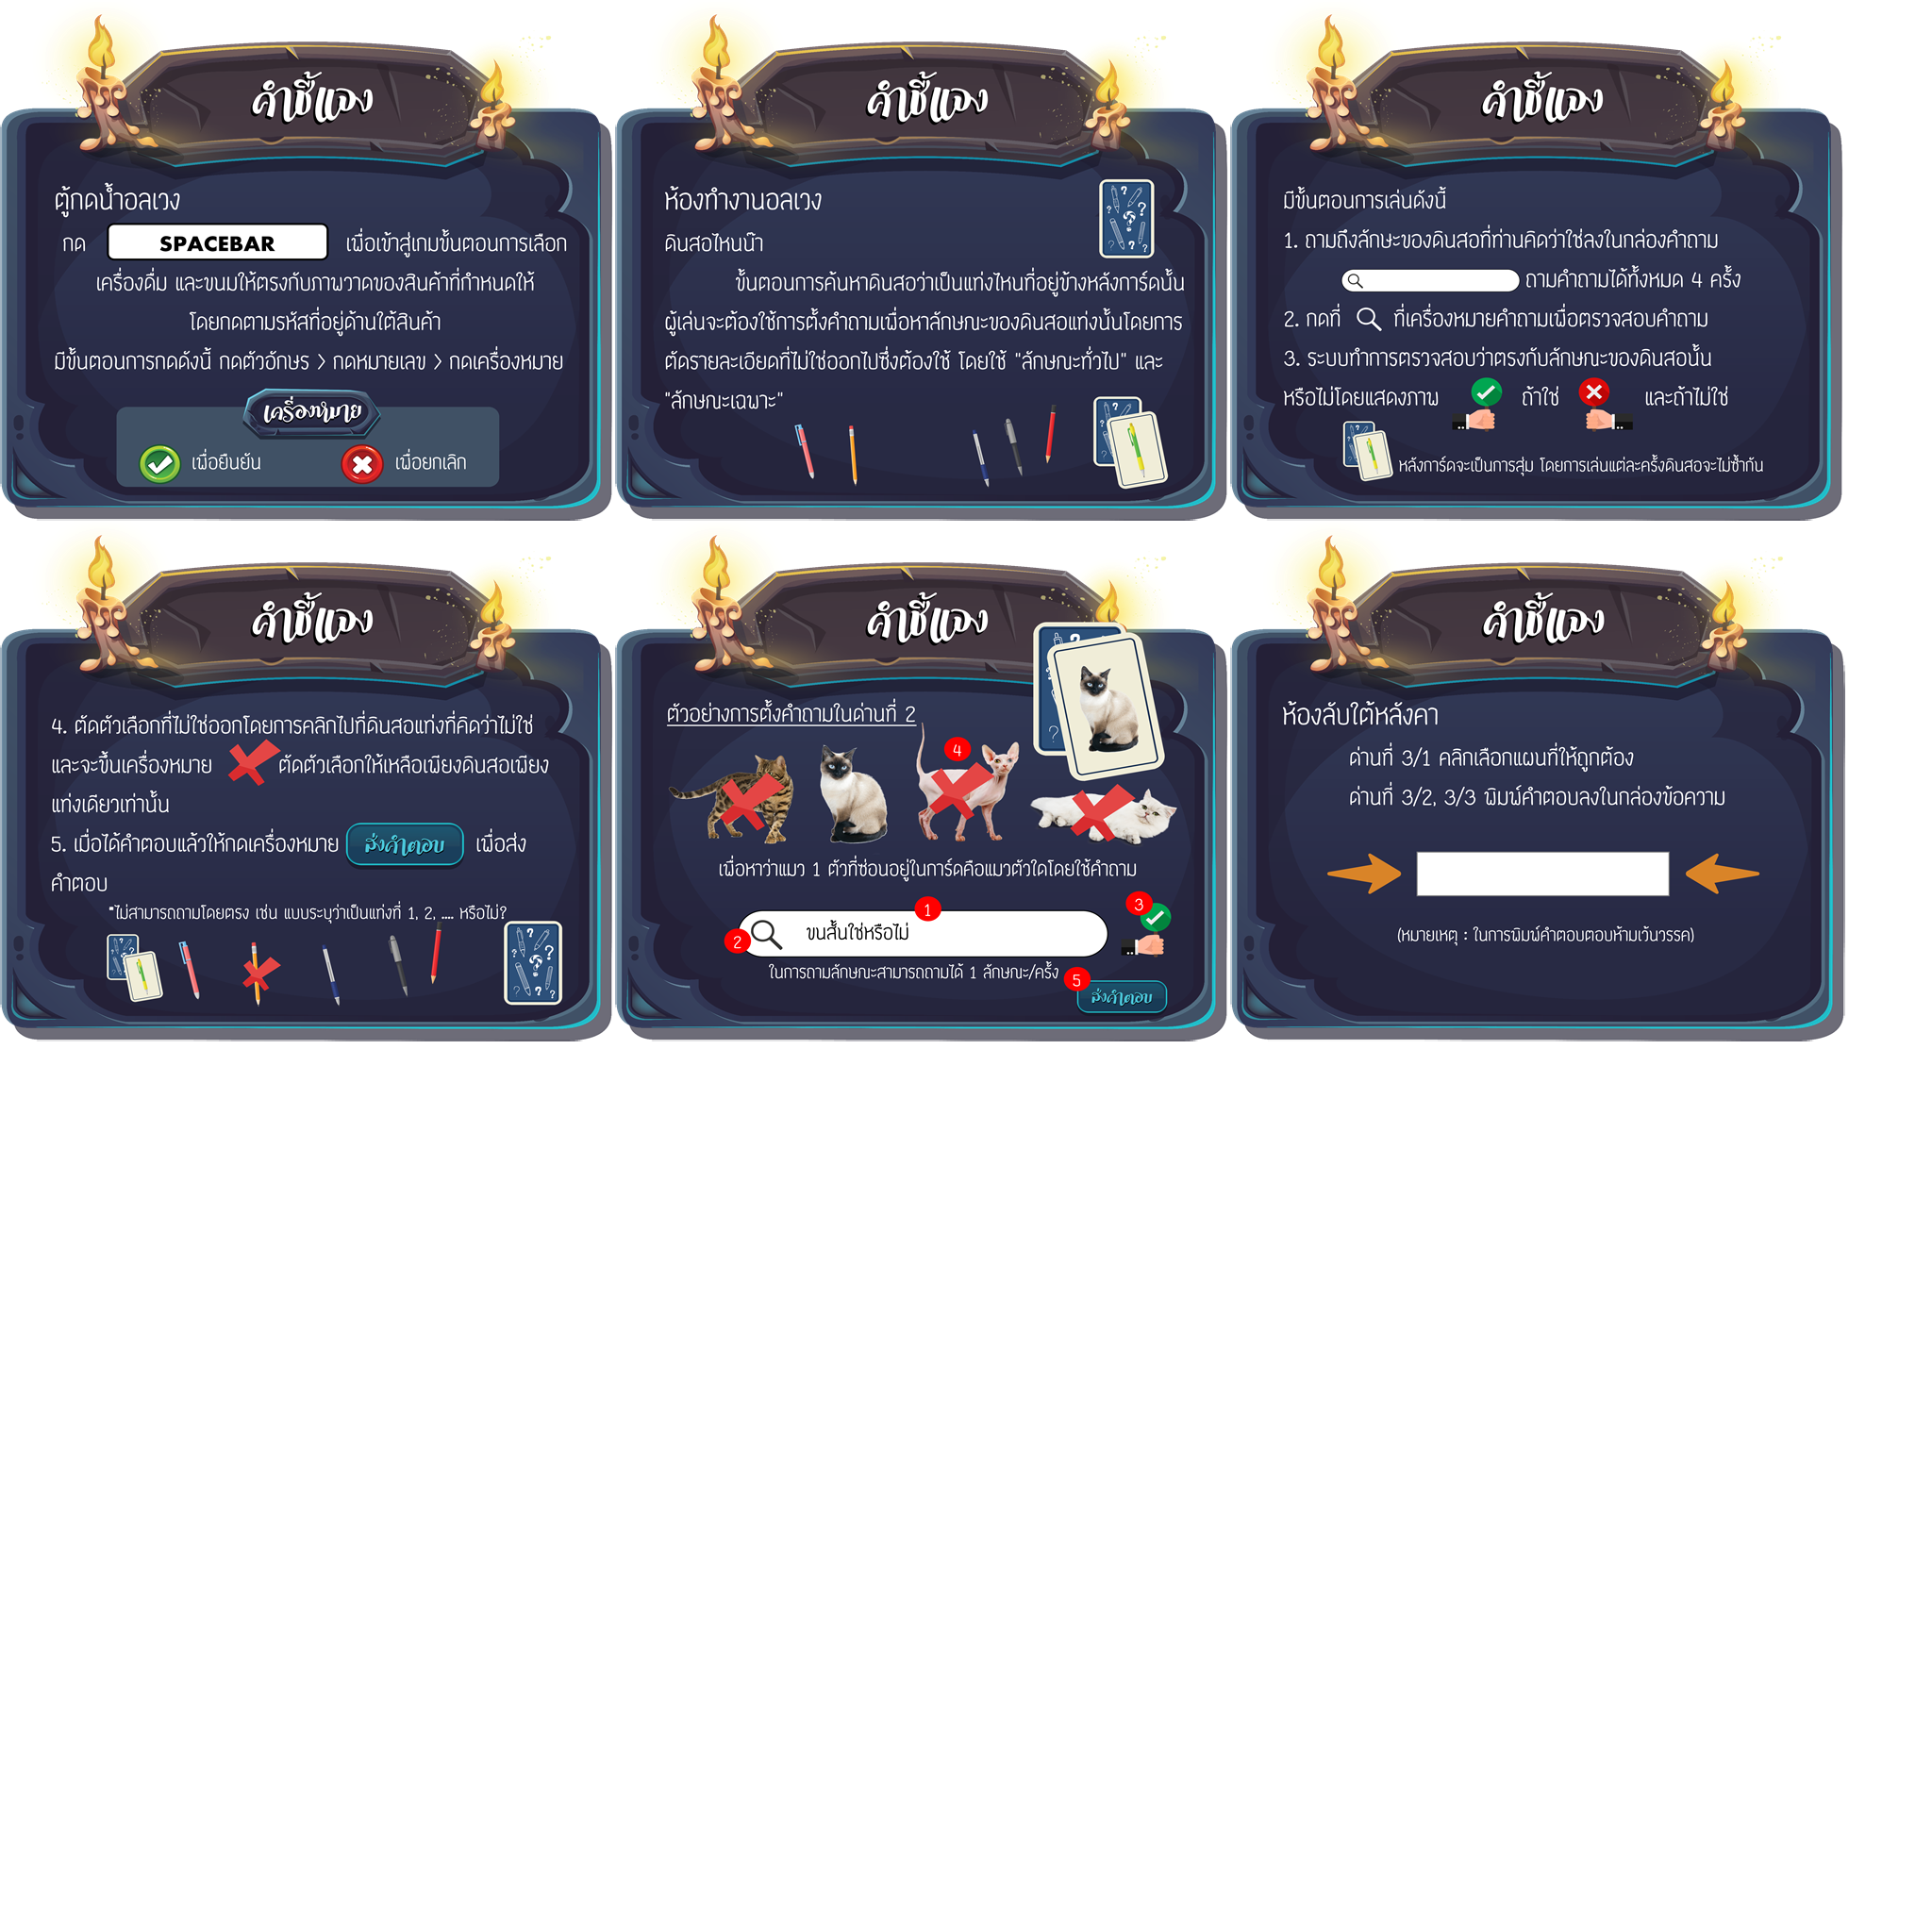 คำชี้แจง
ตู้กดน้ำอลเวง
กด SPACEBAR เพื่อเข้าสู่เกมขั้นตอนการเลือก
เครื่องดื่ม และขนมให้ตรงกับภาพวาดของสินค้าที่กำหนดให้
โดยกดตามรหัสที่อยู่ด้านใต้สินค้า
มีขั้นตอนการกดดังนี้ กดตัวอักษร > กดหมายเลข > กดเครื่องหมาย
เครื่องหมาย
เพื่อยืนยัน เพื่อยกเลิก
คำชี้แจง
ห้องทำงานอลเวง
ดินสอไหนน๊า
ขั้นตอนการค้นหาดินสอว่าเป็นแท่งไหนที่อยู่ข้างหลังการ์ดนั้น
ผู้เล่นจะต้องใช้การตั้งคำถามเพื่อหาลักษณะของดินสอแท่งนั้นโดยการ
ตัดรายละเอียดที่ไม่ใช่ออกไปซึ่งต้องใช้ โดยใช้ "ลักษณะทั่วไป" และ
"ลักษณะเฉพาะ"
คำชี้แจง
มีขั้นตอนการเล่นดังนี้
1. ถามถึงลักษะของดินสอที่ท่านคิดว่าใช่ลงในกล่องคำถาม
ถามคำถามได้ทั้งหมด 4 ครั้ง
2. กดที่ ที่เครื่องหมายคำถามเพื่อตรวจสอบคำถาม
3. ระบบทำการตรวจสอบว่าตรงกับลักษณะของดินสอนั้น
หรือไม่โดยแสดงภาพ ถ้าใช่ และถ้าไม่ใช่
หลังการ์ดจะเป็นการสุ่ม โดยการเล่นแต่ละครั้งดินสอจะไม่ซ้ำกัน
คำชี้แจง
4. ตัดตัวเลือกที่ไม่ใช่ออกโดยการคลิกไปที่ดินสอแท่งที่คิดว่าไม่ใช่
และจะขึ้นเครื่องหมาย ตัดตัวเลือกให้เหลือเพียงดินสอเพียง
แท่งเดียวเท่านั้น
5. เมื่อได้คำตอบแล้วให้กดเครื่องหมาย ส่งคำตอบ เพื่อส่ง
คำตอบ
*ไม่สามารถถามโดยตรง เช่น แบบระบุว่าเป็นแท่งที่ 1, 2, .... หรือไม่?
คำชี้แจง
ตัวอย่างการตั้งคำถามในด่านที่ 2
4
เพื่อหาว่าแมว 1 ตัวที่ซ่อนอยู่ในการ์ดคือแมวตัวใดโดยใช้คำถาม
1
3
2 ขนสั้นใช่หรือไม่
ในการถามลักษณะสามารถถามได้ 1 ลักษณะ/ครั้ง
5
ส่งคำตอบ
คำชี้แจง
ห้องลับใต้หลังคา
ด่านที่ 3/1 คลิกเลือกแผนที่ให้ถูกต้อง
ด่านที่ 3/2, 3/3 พิมพ์คำตอบลงในกล่องข้อความ
(หมายเหตุ : ในการพิมพ์คำตอบตอบห้ามเว้นวรรค)